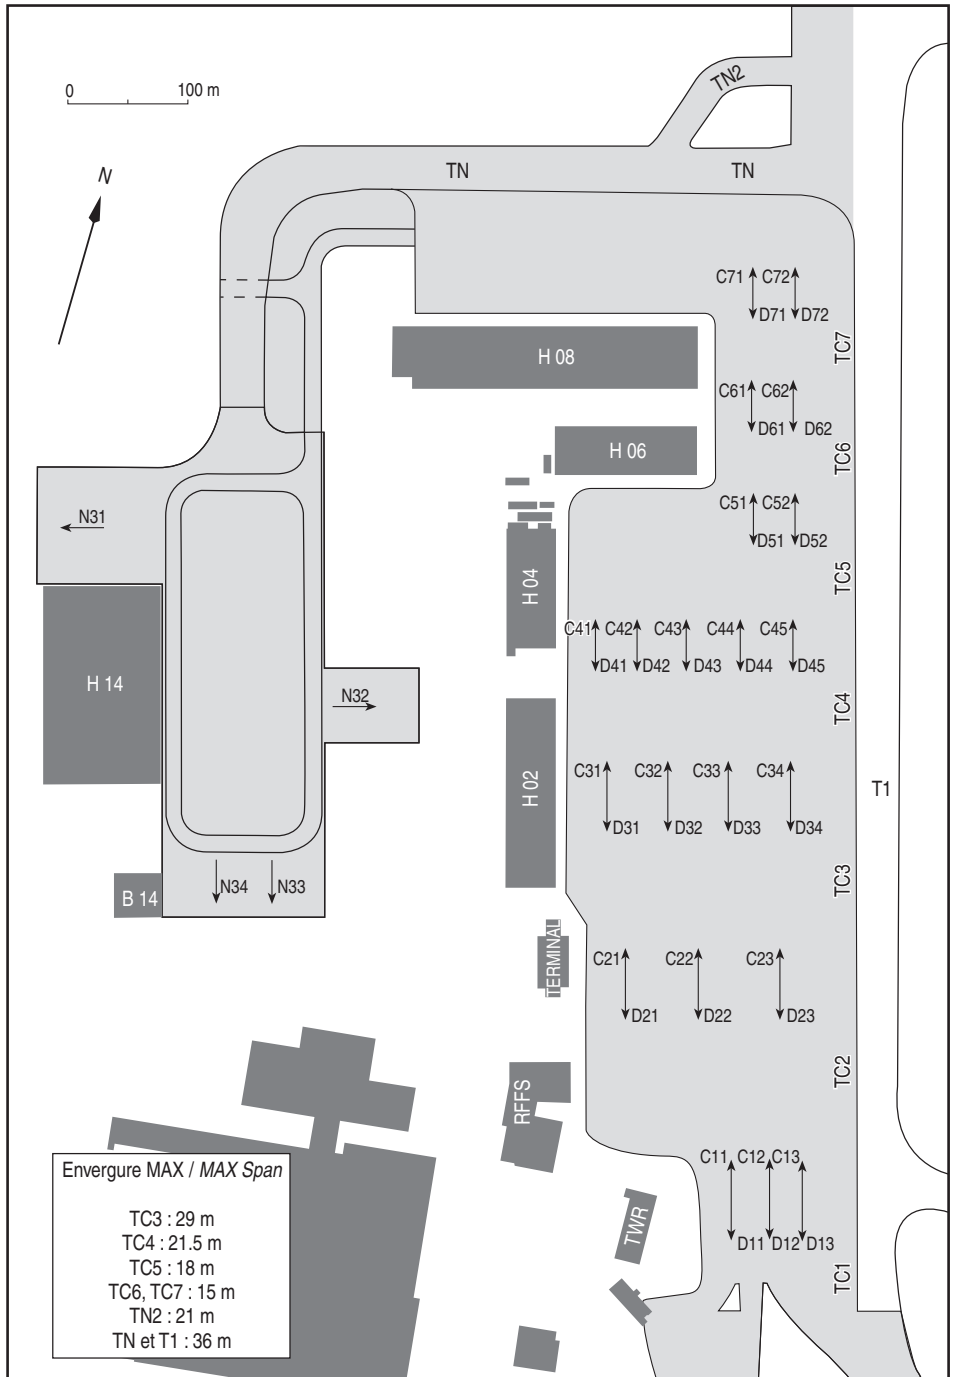 0 100 m
N
TN2
TN TN
C71 C72
D71 D72
TC7
H 08
C61 C62
D61 D62
TC6
H 06
C51 C52
D51 D52
TC5
N31
H 04
C41 C42 C43 C44 C45
D41 D42 D43 D44 D45
H 14
N32
TC4
C31 C32 C33 C34
D31 D32 D33 D34
H 02
T1
TC3
N34 N33
B 14
TERMINAL
C21 C22 C23
D21 D22 D23
TC2
RFFS
C11 C12 C13
D11 D12 D13
TWR
TC1
Envergure MAX / MAX Span
TC3 : 29 m
TC4 : 21.5 m
TC5 : 18 m
TC6, TC7 : 15 m
TN2 : 21 m
TN et T1 : 36 m